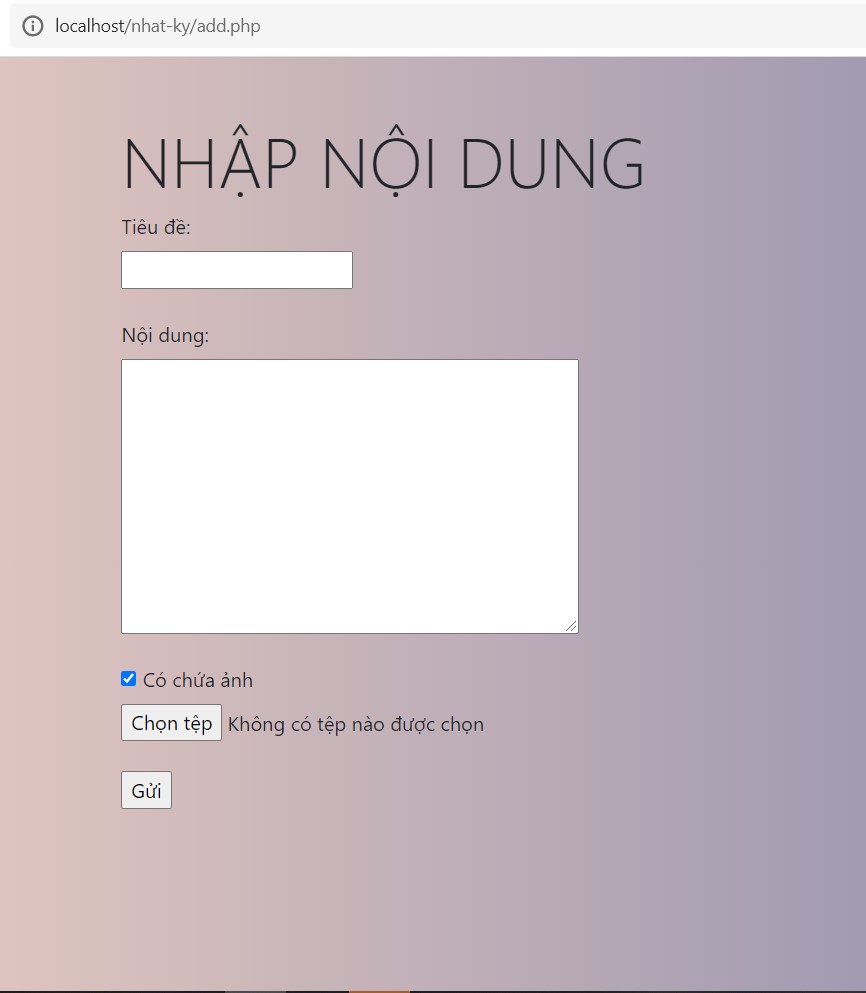 localhost/nhat-ky/add.php
NHẬP NỘI DUNG
Tiêu đề:
Nội dung:
Có chứa ảnh
Chọn tệp Không có tệp nào được chọn
Gửi